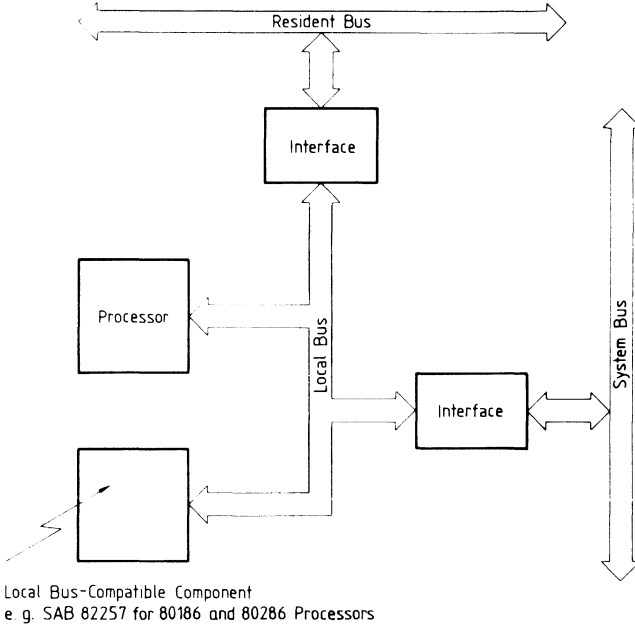 Resident Bus
Interface
Processor
Local Bus
Interface
System Bus
Local Bus-Compatible Component
e. g. SAB 82257 for 80186 and 80286 Processors